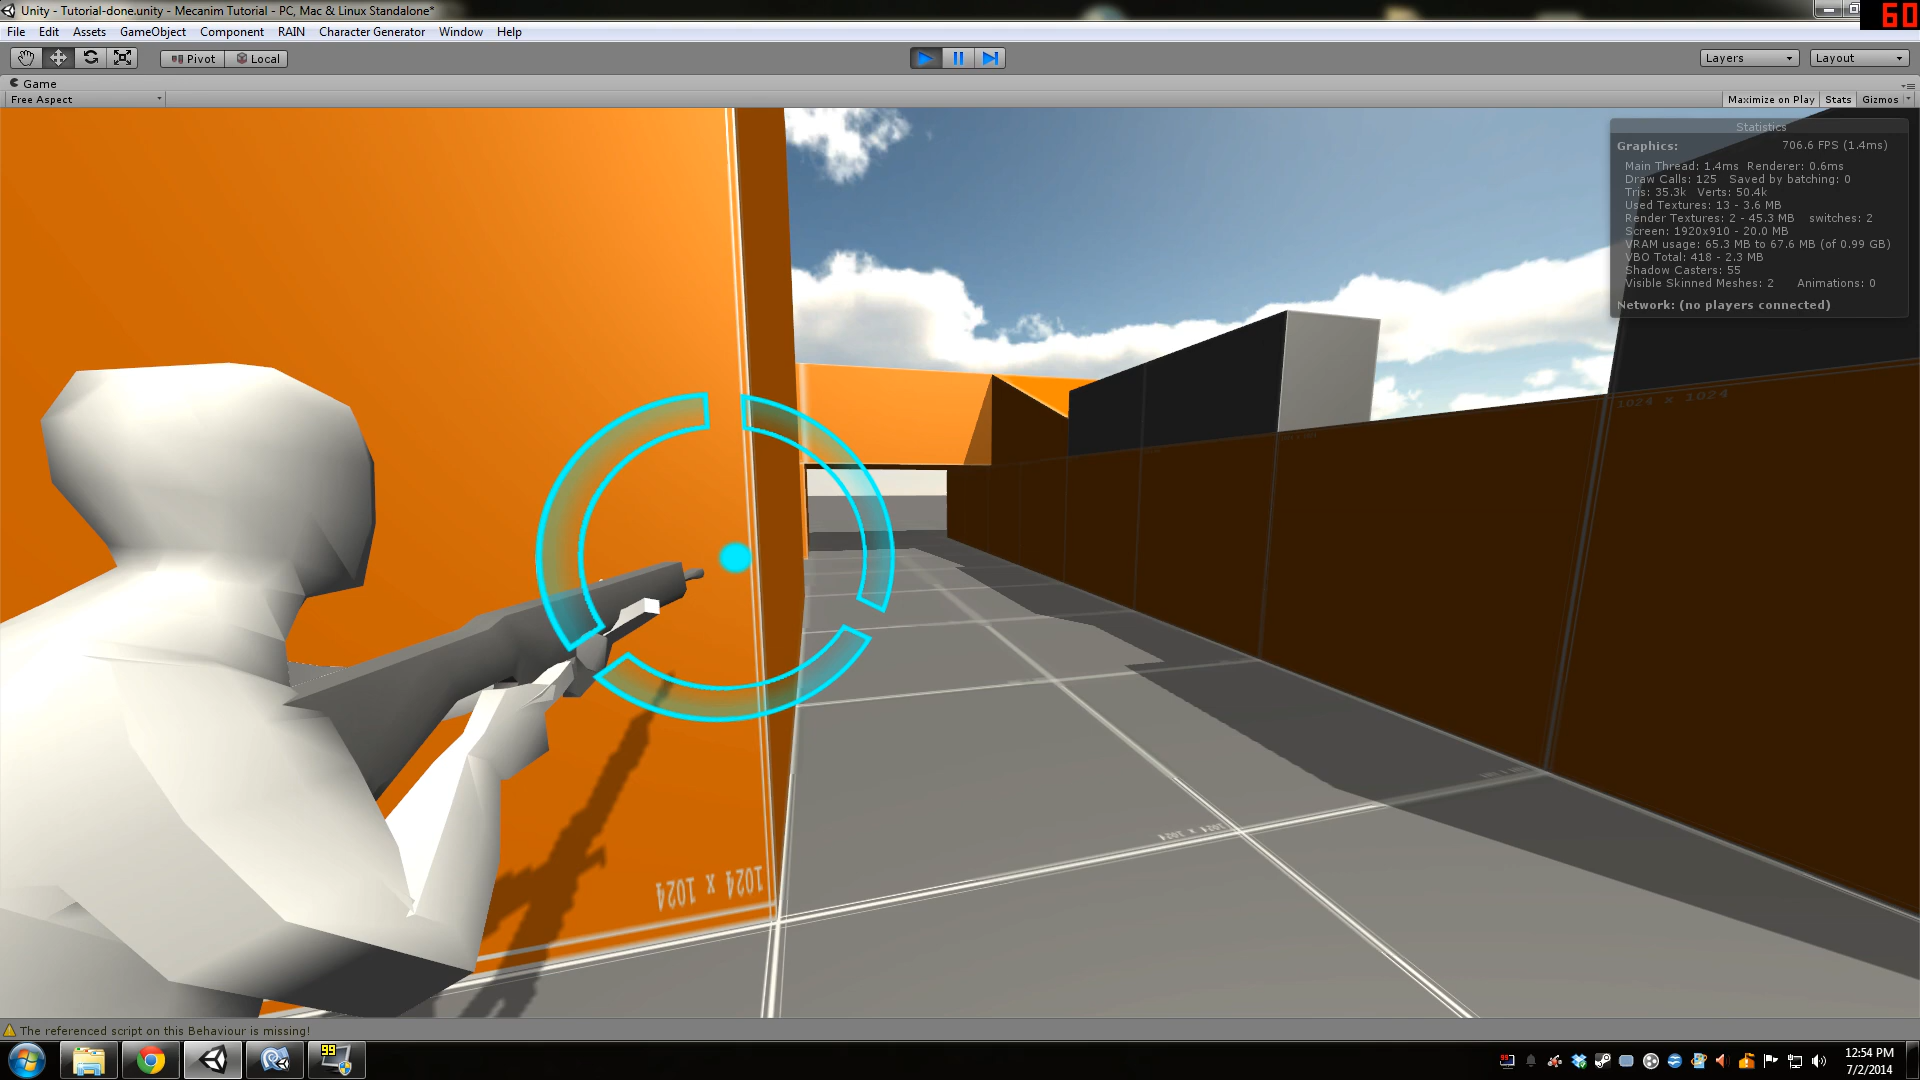 Unity - Tutorial-done.unity - Mecanim Tutorial - PC, Mac & Linux Standalone*
60
File Edit Assets GameObject Component RAIN Character Generator Window Help
Pivot Local Layers Layout
Game
Free Aspect Maximize on Play Stats Gizmos
Statistics
Graphics: 706.6 FPS (1.4ms)
Main Thread: 1.4ms Renderer: 0.6ms
Draw Calls: 125 Saved by batching: 0
Tris: 35.3k Verts: 50.4k
Used Textures: 13 - 3.6 MB
Render Textures: 2 - 45.3 MB switches: 2
Screen: 1920x910 - 20.0 MB
VRAM usage: 65.3 MB to 67.6 MB (of 0.99 GB)
VBO Total: 418 - 2.3 MB
Shadow Casters: 55
Visible Skinned Meshes: 2 Animations: 0
Network: (no players connected)
1024 x 1024
1024 x 1024
1024 x 1024
The referenced script on this Behaviour is missing!
99
12:54 PM
7/2/2014